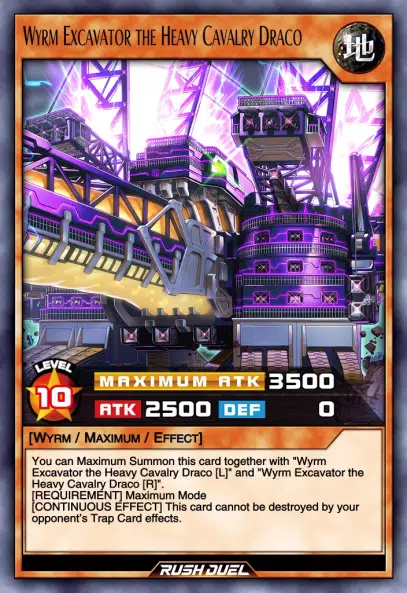 Wyrm Excavator the Heavy Cavalry Draco
地
LEVEL
10
MAXIMUM ATK 3500
ATK 2500 DEF 0
[Wyrm / Maximum / Effect]
You can Maximum Summon this card together with "Wyrm
Excavator the Heavy Cavalry Draco [L]" and "Wyrm Excavator the
Heavy Cavalry Draco [R]".
[REQUIREMENT] Maximum Mode
[CONTINUOUS EFFECT] This card cannot be destroyed by your
opponent's Trap Card effects.
RUSH DUEL